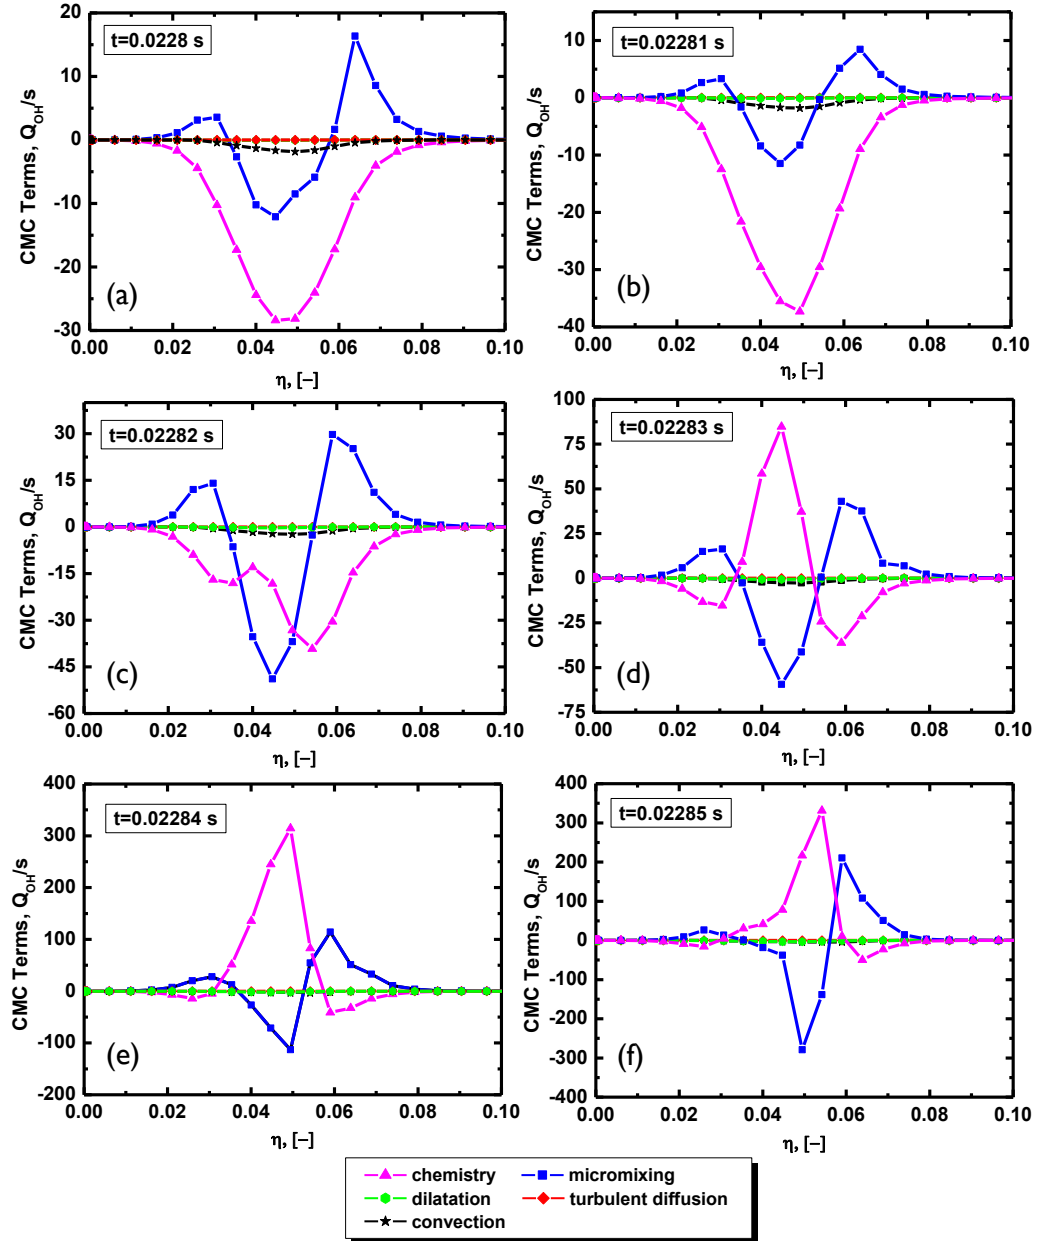 t=0.0228 s
20
10
0
-10
-20
-30
CMC Terms, Q_OH/s
(a)
0.00 0.02 0.04 0.06 0.08 0.10
η, [–]
t=0.02281 s
10
0
-10
-20
-30
-40
CMC Terms, Q_OH/s
(b)
0.00 0.02 0.04 0.06 0.08 0.10
η, [–]
t=0.02282 s
30
15
0
-15
-30
-45
-60
CMC Terms, Q_OH/s
(c)
0.00 0.02 0.04 0.06 0.08 0.10
η, [–]
t=0.02283 s
100
75
50
25
0
-25
-50
-75
CMC Terms, Q_OH/s
(d)
0.00 0.02 0.04 0.06 0.08 0.10
η, [–]
t=0.02284 s
400
300
200
100
0
-100
-200
CMC Terms, Q_OH/s
(e)
0.00 0.02 0.04 0.06 0.08 0.10
η, [–]
t=0.02285 s
400
300
200
100
0
-100
-200
-300
-400
CMC Terms, Q_OH/s
(f)
0.00 0.02 0.04 0.06 0.08 0.10
η, [–]
chemistry micromixing
dilatation turbulent diffusion
convection